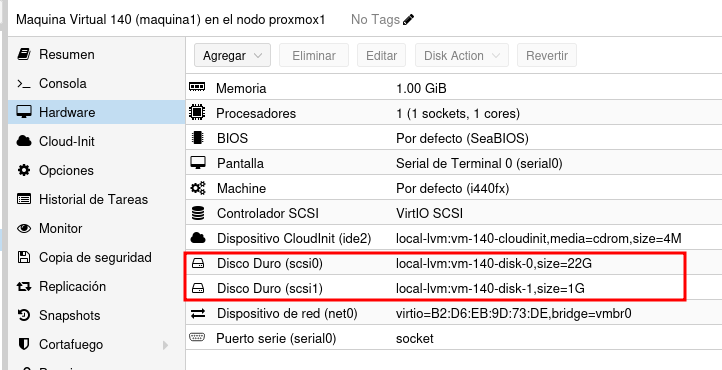 Maquina Virtual 140 (maquina1) en el nodo proxmox1 No Tags
Agregar Eliminar Editar Disk Action Revertir
Resumen
Consola
Hardware
Cloud-Init
Opciones
Historial de Tareas
Monitor
Copia de seguridad
Replicación
Snapshots
Cortafuego
Memoria 1.00 GiB
Procesadores 1 (1 sockets, 1 cores)
BIOS Por defecto (SeaBIOS)
Pantalla Serial de Terminal 0 (serial0)
Machine Por defecto (i440fx)
Controlador SCSI VirtIO SCSI
Dispositivo CloudInit (ide2) local-lvm:vm-140-cloudinit,media=cdrom,size=4M
Disco Duro (scsi0) local-lvm:vm-140-disk-0,size=22G
Disco Duro (scsi1) local-lvm:vm-140-disk-1,size=1G
Dispositivo de red (net0) virtio=B2:D6:EB:9D:73:DE,bridge=vmbr0
Puerto serie (serial0) socket